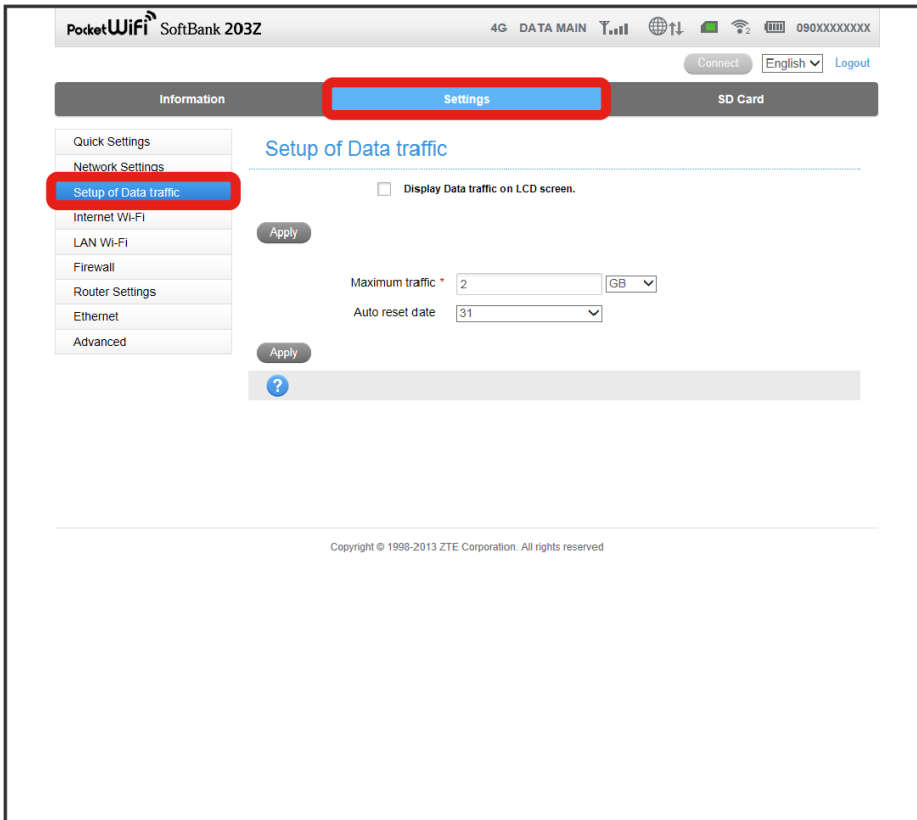 PocketWiFi SoftBank 203Z 4G DATA MAIN 2 090XXXXXXXX
Connect English Logout
Information Settings SD Card
Quick Settings
Network Settings
Setup of Data traffic
Internet Wi-Fi
LAN Wi-Fi
Firewall
Router Settings
Ethernet
Advanced
Setup of Data traffic
Display Data traffic on LCD screen.
Apply
Maximum traffic * 2 GB
Auto reset date 31
Apply
?
Copyright © 1998-2013 ZTE Corporation. All rights reserved